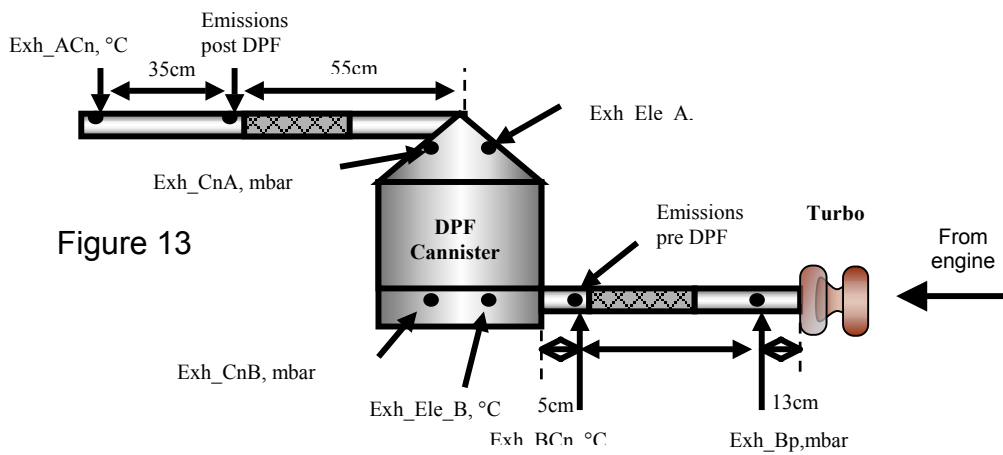 Emissions
post DPF
Exh_ACn, °C
35cm
55cm
Exh_Ele_A.
Exh_CnA, mbar
Emissions
pre DPF
Turbo
From
engine
DPF
Cannister
Figure 13
Exh_CnB, mbar
Exh_Ele_B, °C
5cm
13cm
Exh_BCn, °C
Exh_Bp,mbar